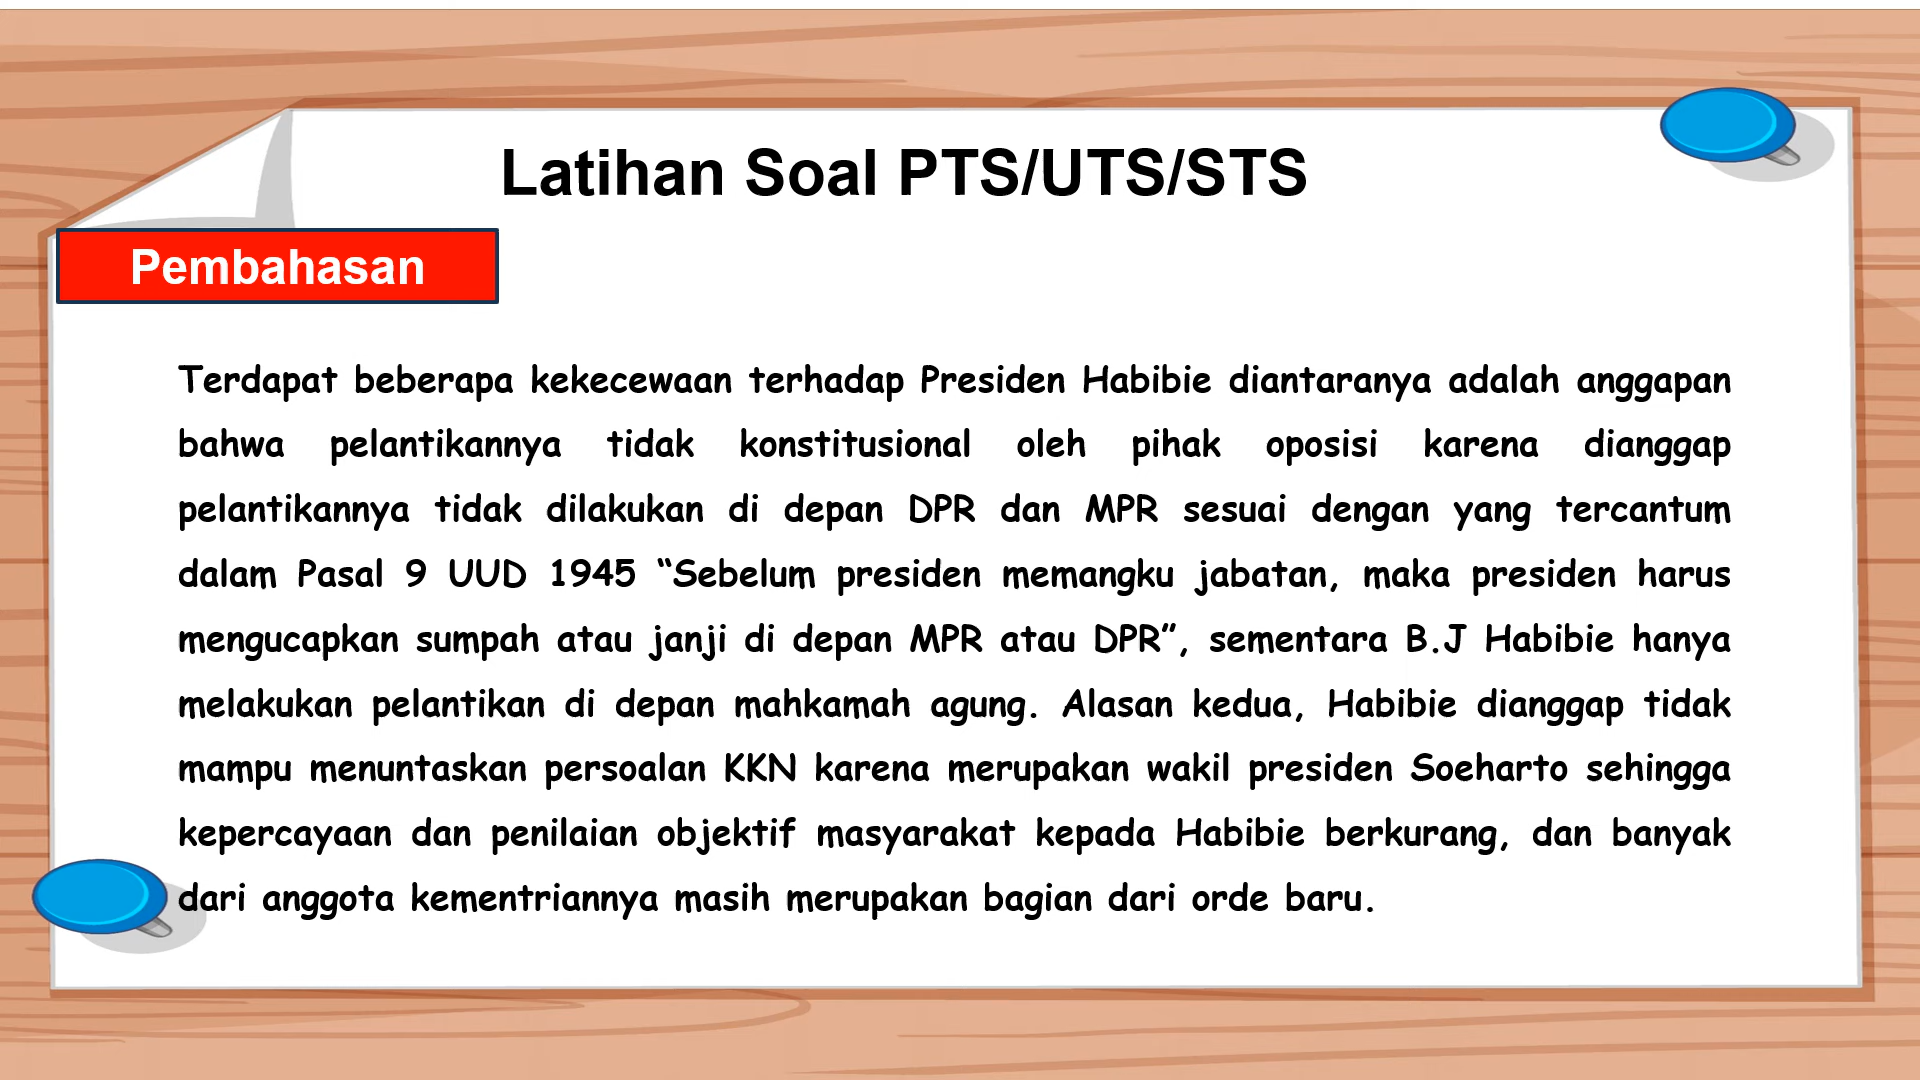 Latihan Soal PTS/UTS/STS
Pembahasan
Terdapat beberapa kekecewaan terhadap Presiden Habibie diantaranya adalah anggapan
bahwa pelantikannya tidak konstitusional oleh pihak oposisi karena dianggap
pelantikannya tidak dilakukan di depan DPR dan MPR sesuai dengan yang tercantum
dalam Pasal 9 UUD 1945 “Sebelum presiden memangku jabatan, maka presiden harus
mengucapkan sumpah atau janji di depan MPR atau DPR”, sementara B.J Habibie hanya
melakukan pelantikan di depan mahkamah agung. Alasan kedua, Habibie dianggap tidak
mampu menuntaskan persoalan KKN karena merupakan wakil presiden Soeharto sehingga
kepercayaan dan penilaian objektif masyarakat kepada Habibie berkurang, dan banyak
dari anggota kementriannya masih merupakan bagian dari orde baru.